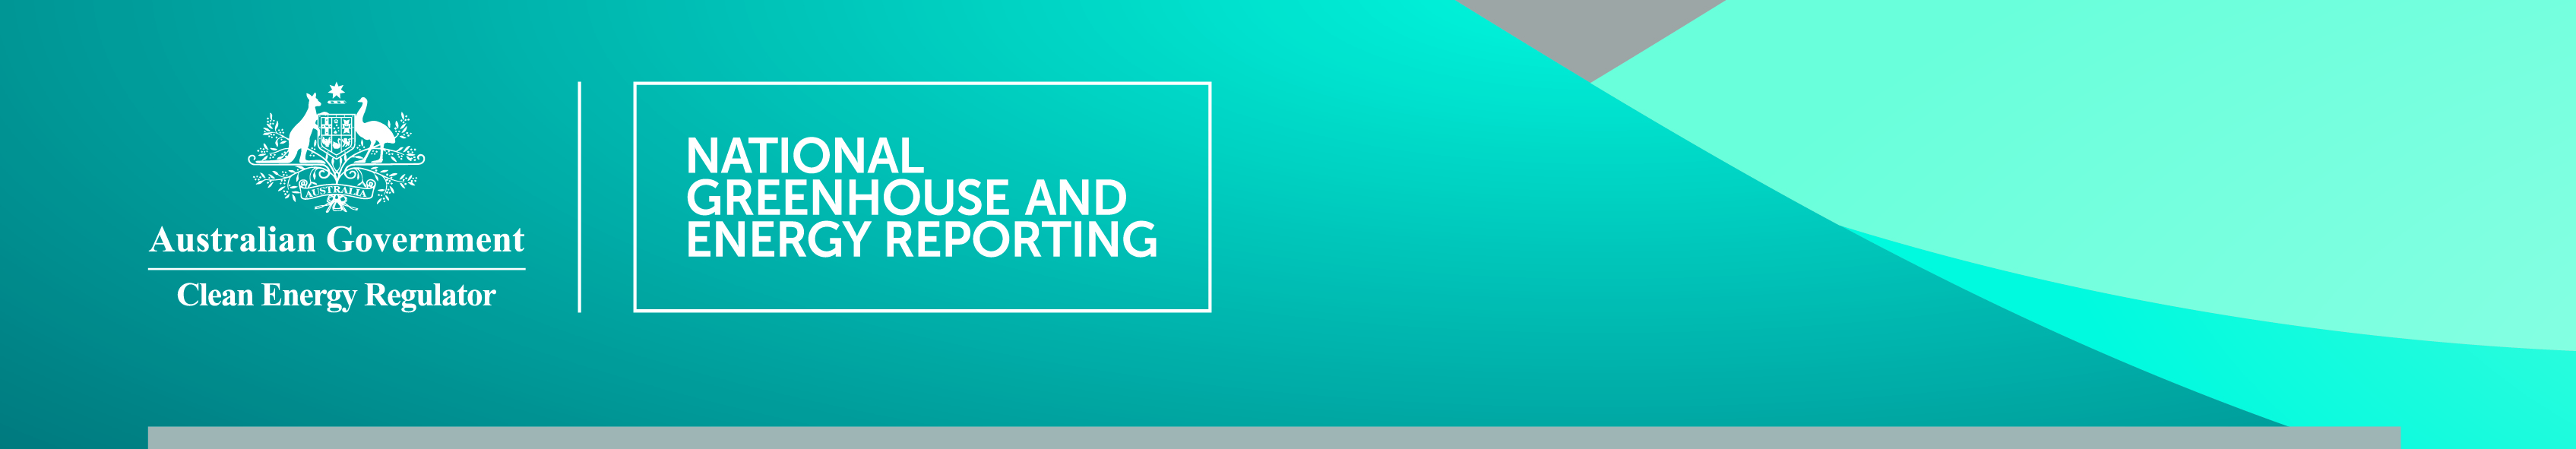 AUSTRALIA
Australian Government
Clean Energy Regulator
NATIONAL
GREENHOUSE AND
ENERGY REPORTING